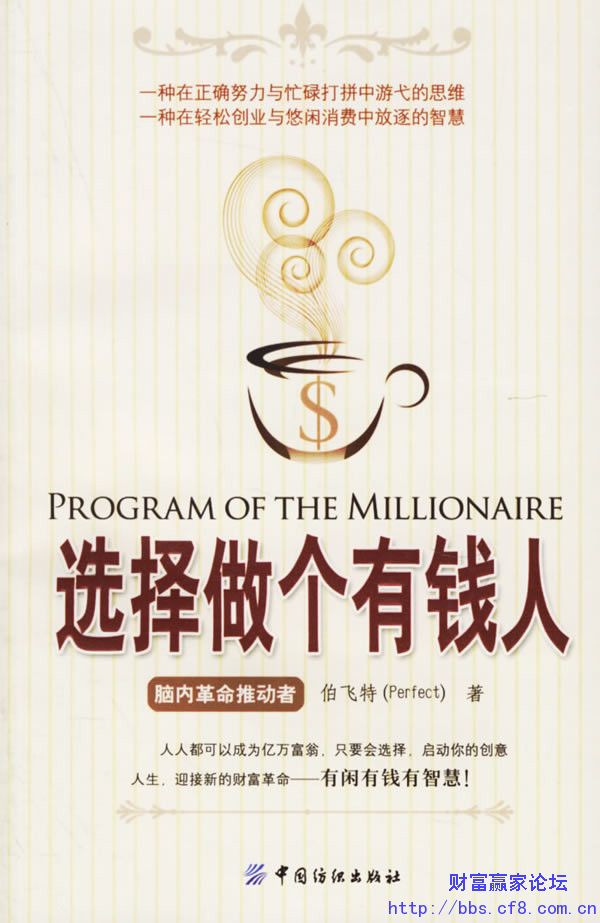 一种在正确努力与忙碌打拼中游弋的思维
一种在轻松创业与悠闲消费中放逐的智慧
$
PROGRAM OF THE MILLIONAIRE
选择做个有钱人
脑内革命推动者 伯飞特(Perfect) 著
人人都可以成为亿万富翁，只要会选择，启动你的创意
人生，迎接新的财富革命——有闲有钱有智慧！
中国纺织出版社
财富赢家论坛
http://bbs.cf8.com.cn